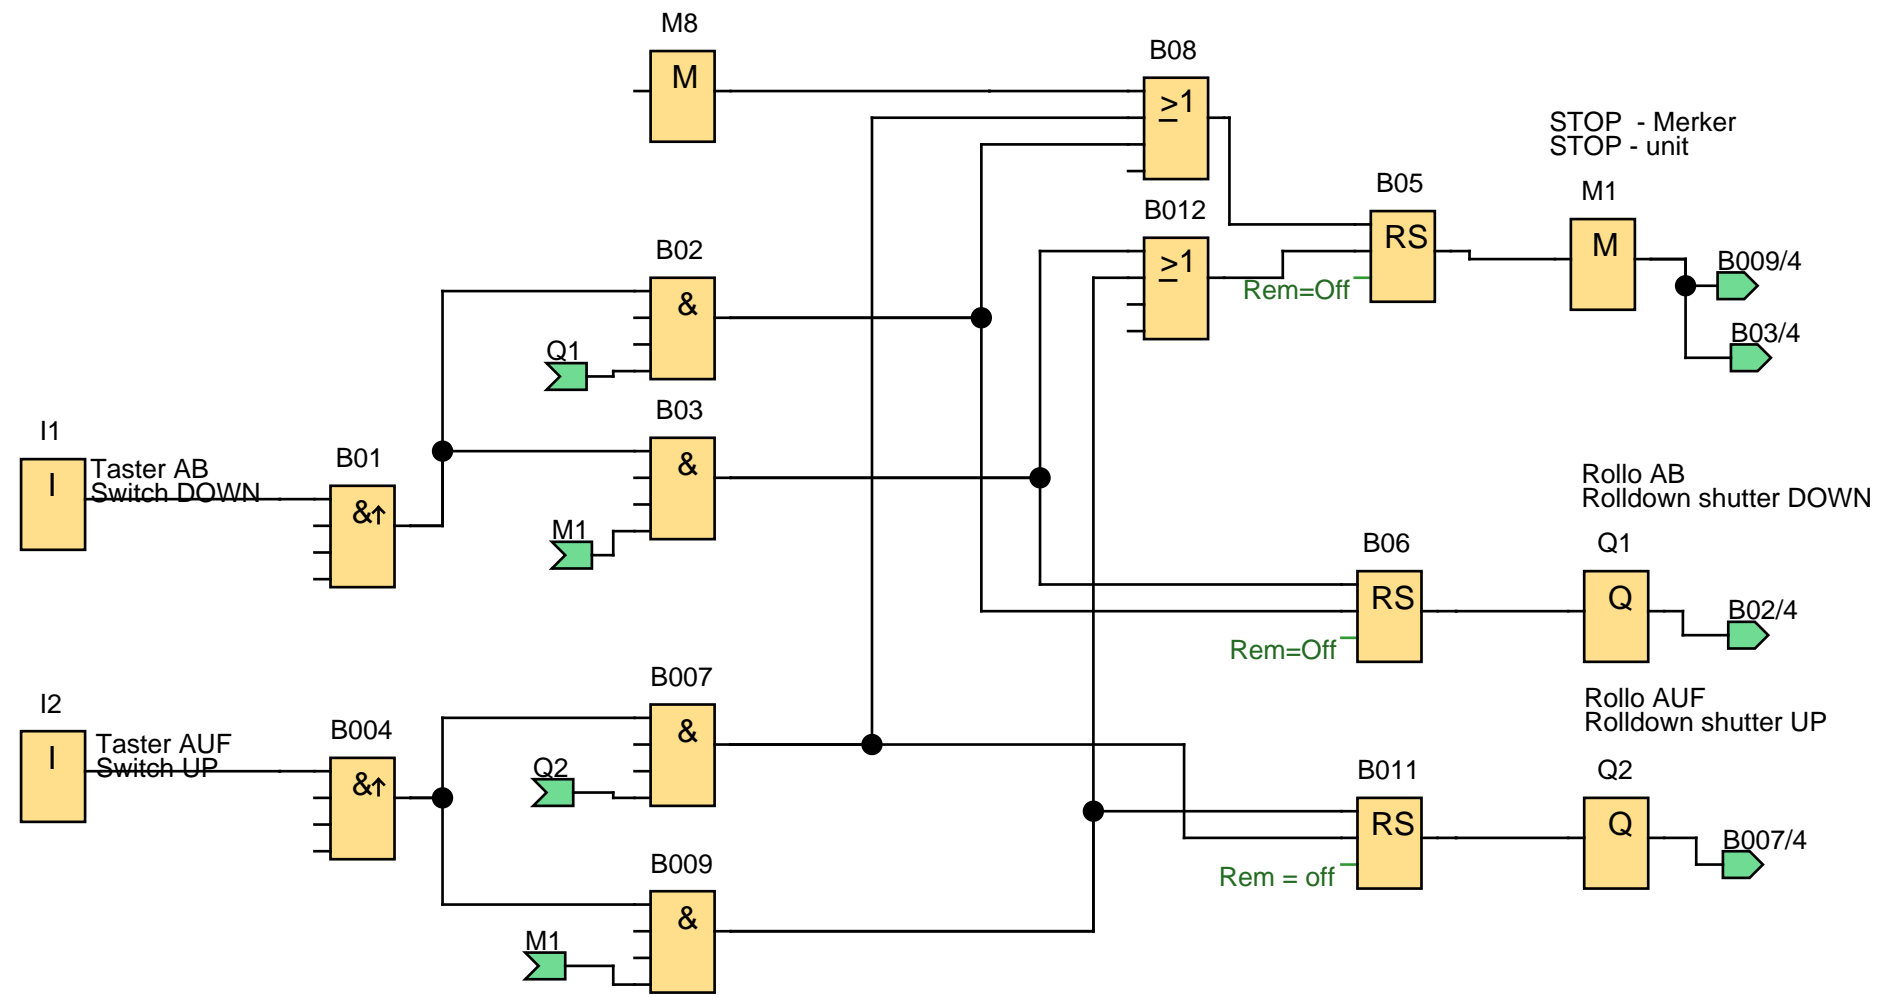 M8
M
B08
≥1
STOP - Merker
STOP - unit
B05
RS
M1
M
B012
≥1
Rem=Off
B009/4
B03/4
B02
&
Q1
B03
&
M1
I1
I
Taster AB
Switch DOWN
B01
&↑
Rollo AB
Rolldown shutter DOWN
B06
RS
Rem=Off
Q1
Q
B02/4
I2
I
Taster AUF
Switch UP
B004
&↑
B007
&
Q2
Rollo AUF
Rolldown shutter UP
B011
RS
Rem = off
Q2
Q
B007/4
B009
&
M1